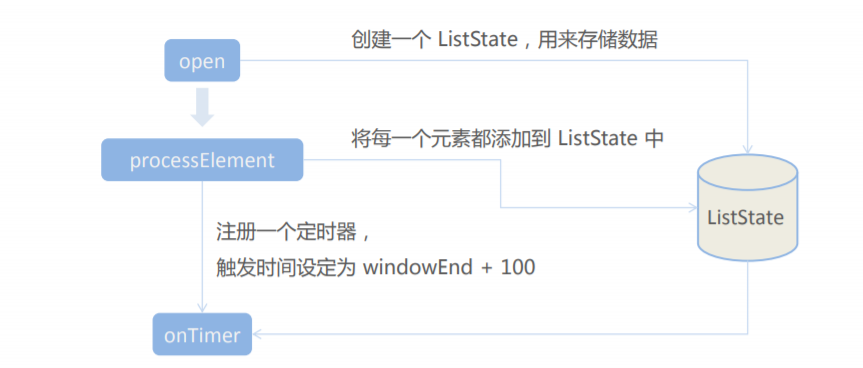 创建一个 ListState，用来存储数据
open
将每一个元素都添加到 ListState 中
processElement
ListState
注册一个定时器，
触发时间设定为 windowEnd + 100
onTimer